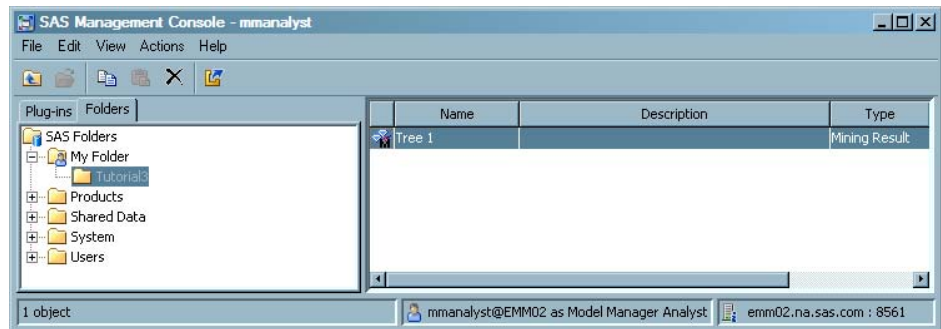 SAS Management Console - mmanalyst
File Edit View Actions Help
Plug-ins Folders
SAS Folders
My Folder
Tutorial3
Products
Shared Data
System
Users
Name Description Type
Tree 1 Mining Result
1 object mmanalyst@EMM02 as Model Manager Analyst emm02.na.sas.com : 8561